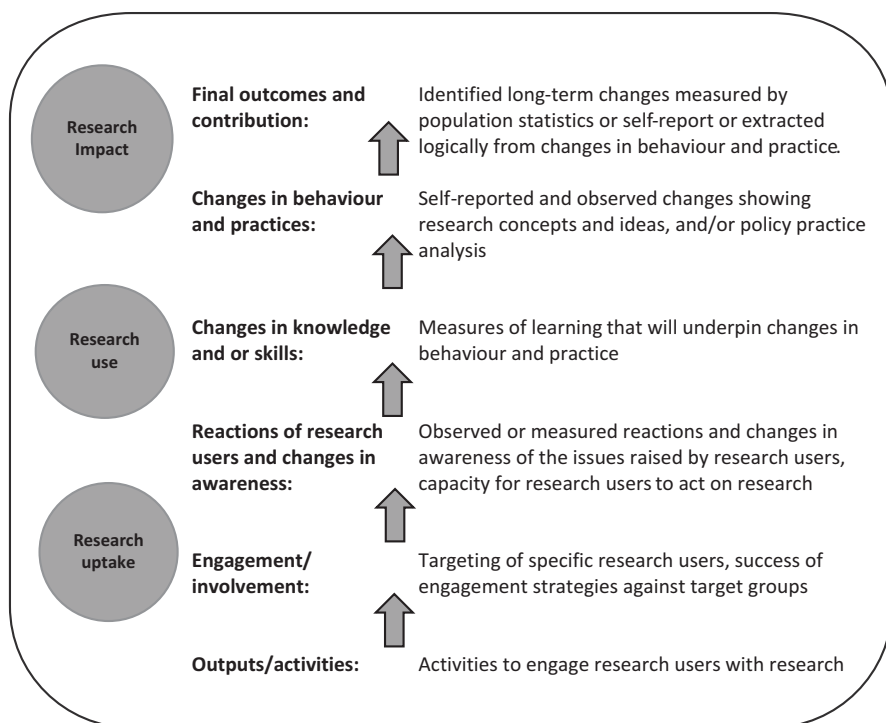 Research
Impact
Final outcomes and
contribution:
Identified long-term changes measured by
population statistics or self-report or extracted
logically from changes in behaviour and practice.
Changes in behaviour
and practices:
Self-reported and observed changes showing
research concepts and ideas, and/or policy practice
analysis
Research
use
Changes in knowledge
and or skills:
Measures of learning that will underpin changes in
behaviour and practice
Reactions of research
users and changes in
awareness:
Observed or measured reactions and changes in
awareness of the issues raised by research users,
capacity for research users to act on research
Research
uptake
Engagement/
involvement:
Targeting of specific research users, success of
engagement strategies against target groups
Outputs/activities:
Activities to engage research users with research